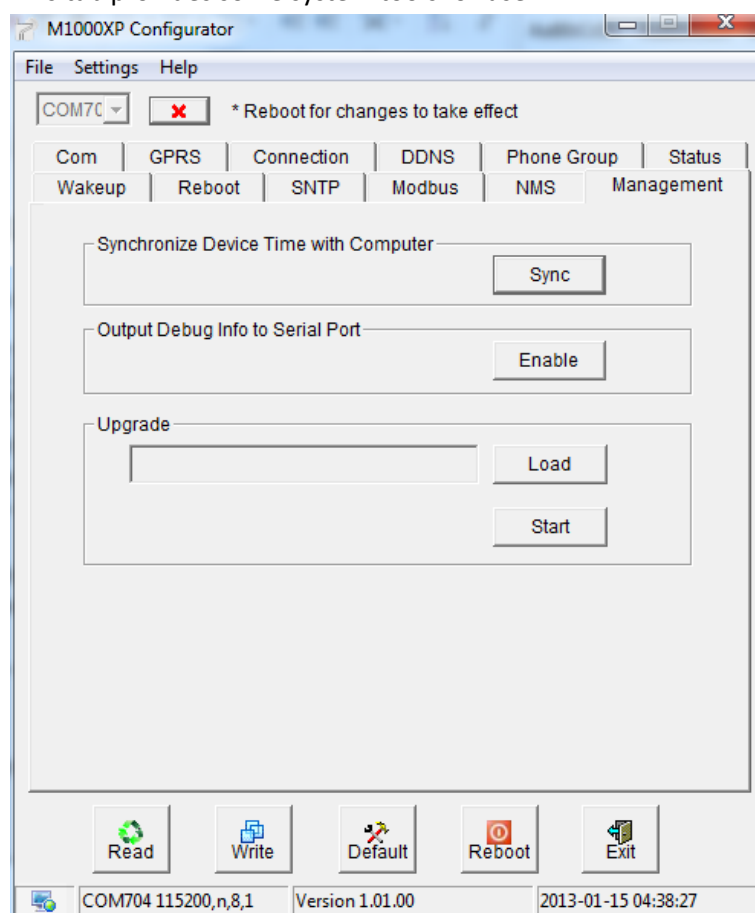 M1000XP Configurator
File Settings Help
COM70 * Reboot for changes to take effect
Com GPRS Connection DDNS Phone Group Status
Wakeup Reboot SNTP Modbus NMS Management
Synchronize Device Time with Computer
Sync
Output Debug Info to Serial Port
Enable
Upgrade
Load
Start
Read Write Default Reboot Exit
COM704 115200,n,8,1 Version 1.01.00 2013-01-15 04:38:27